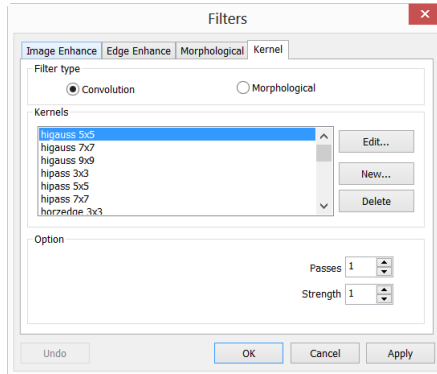 Filters
Image Enhance Edge Enhance Morphological Kernel
Filter type
Convolution Morphological
Kernels
higauss 5x5
higauss 7x7
higauss 9x9
hipass 3x3
hipass 5x5
hipass 7x7
horzedge 3x3
Edit...
New...
Delete
Option
Passes 1
Strength 1
Undo OK Cancel Apply